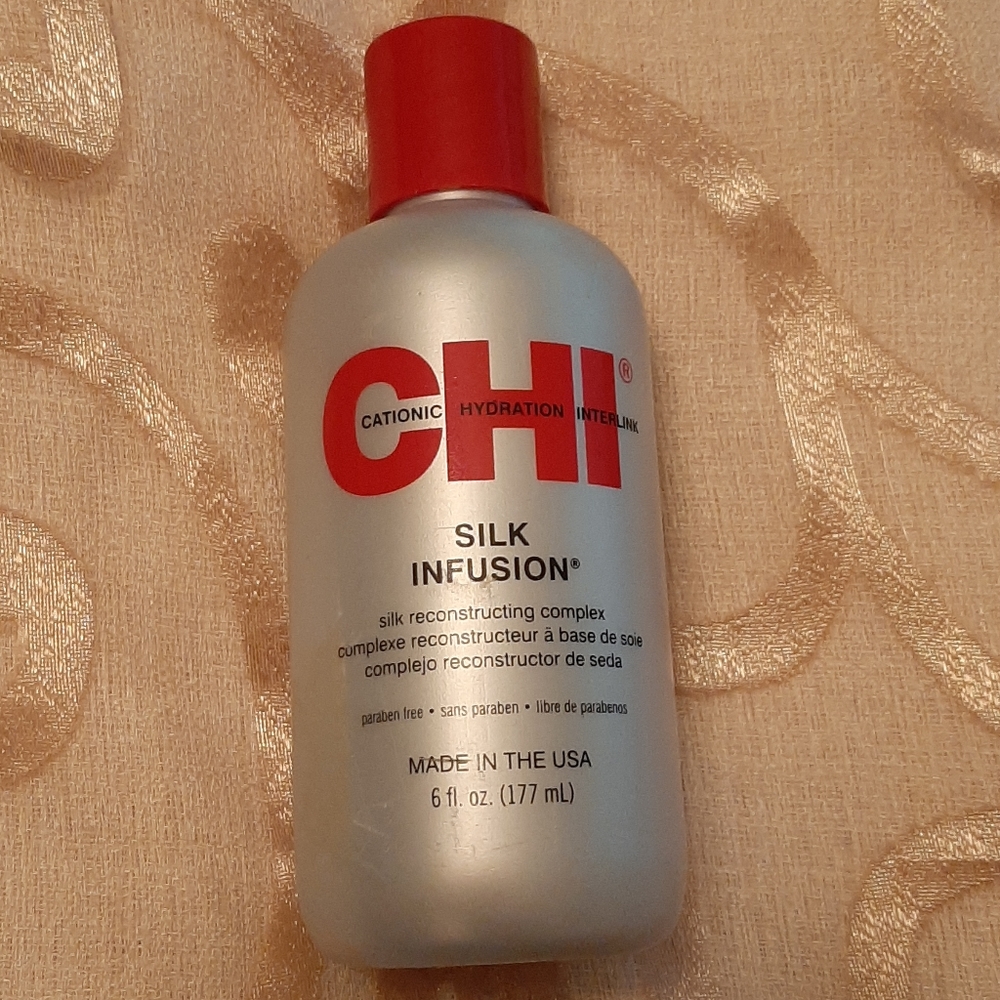 CHI®
CATIONIC HYDRATION INTERLINK
SILK
INFUSION®
silk reconstructing complex
complexe reconstructeur à base de soie
complejo reconstructor de seda
paraben free • sans paraben • libre de parabenos
MADE IN THE USA
6 fl. oz. (177 mL)